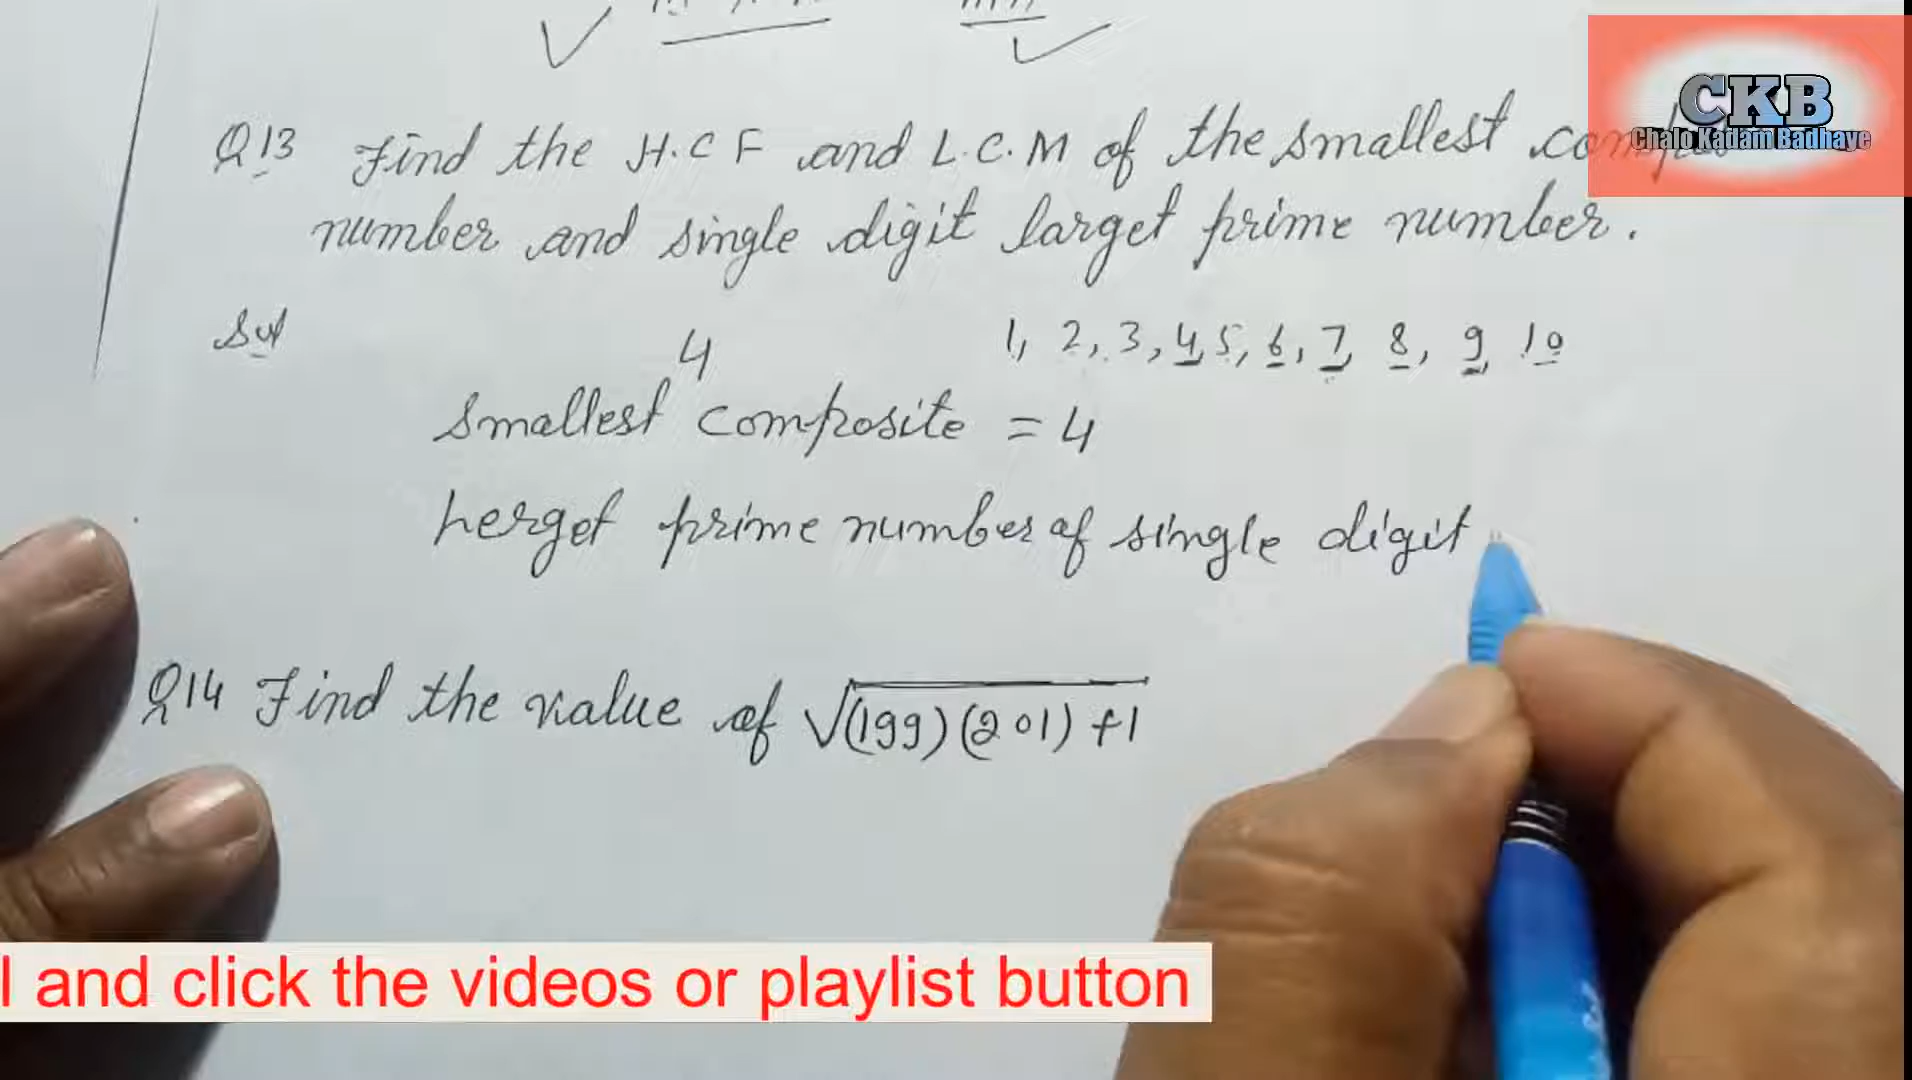 CKB
Chalo Kadam Badhaye
Q13 Find the H.C.F and L.C.M of the smallest
number and single digit larget prime number.
Sol
4
1, 2, 3, 4, 5, 6, 7, 8, 9, 10
smallest composite = 4
herget prime number of single digit
Q14 Find the value of √(199)(201)+1
l and click the videos or playlist button